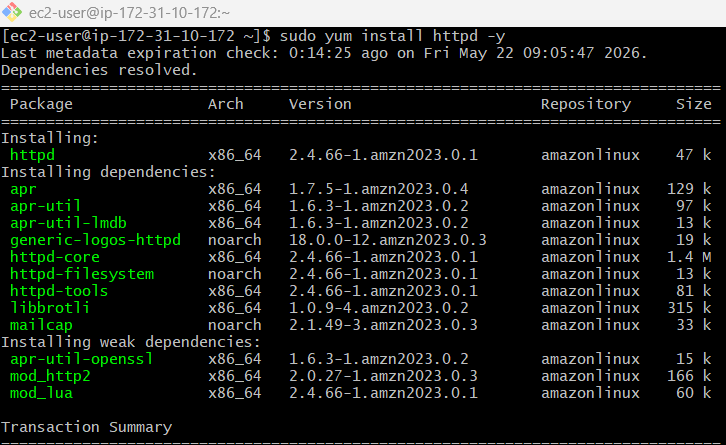 ec2-user@ip-172-31-10-172:~
[ec2-user@ip-172-31-10-172 ~]$ sudo yum install httpd -y
Last metadata expiration check: 0:14:25 ago on Fri May 22 09:05:47 2026.
Dependencies resolved.
================================================================================
 Package Arch Version Repository Size
================================================================================
Installing:
 httpd x86_64 2.4.66-1.amzn2023.0.1 amazonlinux 47 k
Installing dependencies:
 apr x86_64 1.7.5-1.amzn2023.0.4 amazonlinux 129 k
 apr-util x86_64 1.6.3-1.amzn2023.0.2 amazonlinux 97 k
 apr-util-lmdb x86_64 1.6.3-1.amzn2023.0.2 amazonlinux 13 k
 generic-logos-httpd noarch 18.0.0-12.amzn2023.0.3 amazonlinux 19 k
 httpd-core x86_64 2.4.66-1.amzn2023.0.1 amazonlinux 1.4 M
 httpd-filesystem noarch 2.4.66-1.amzn2023.0.1 amazonlinux 13 k
 httpd-tools x86_64 2.4.66-1.amzn2023.0.1 amazonlinux 81 k
 libbrotli x86_64 1.0.9-4.amzn2023.0.2 amazonlinux 315 k
 mailcap noarch 2.1.49-3.amzn2023.0.3 amazonlinux 33 k
Installing weak dependencies:
 apr-util-openssl x86_64 1.6.3-1.amzn2023.0.2 amazonlinux 15 k
 mod_http2 x86_64 2.0.27-1.amzn2023.0.3 amazonlinux 166 k
 mod_lua x86_64 2.4.66-1.amzn2023.0.1 amazonlinux 60 k
Transaction Summary
================================================================================